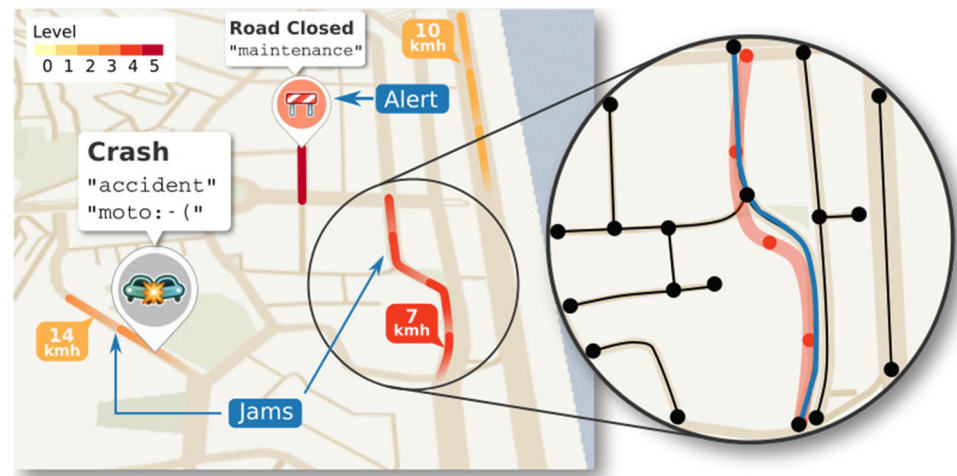 Level
0 1 2 3 4 5
Road Closed
"maintenance"
10
kmh
Alert
Crash
"accident"
"moto:-("
14
kmh
7
kmh
Jams